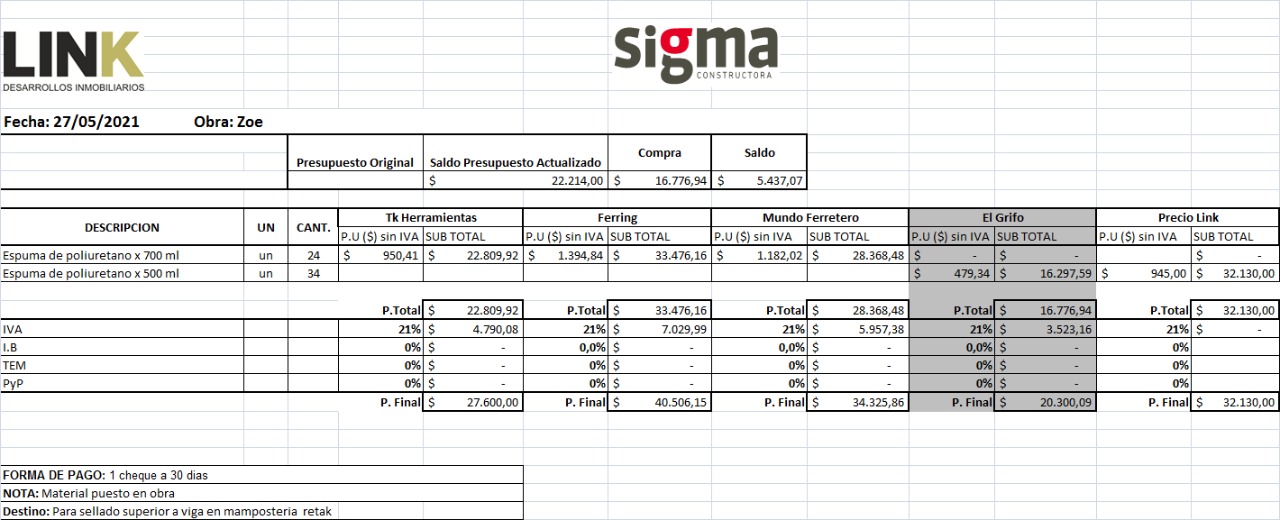 LINK
DESARROLLOS INMOBILIARIOS
sigma
CONSTRUCTORA
Fecha: 27/05/2021 Obra: Zoe
Presupuesto Original Saldo Presupuesto Actualizado Compra Saldo
$ 22.214,00 $ 16.776,94 $ 5.437,07
DESCRIPCION UN CANT. Tk Herramientas Ferring Mundo Ferretero El Grifo Precio Link
P.U ($) sin IVA SUB TOTAL P.U ($) sin IVA SUB TOTAL P.U ($) sin IVA SUB TOTAL P.U ($) sin IVA SUB TOTAL P.U ($) sin IVA SUB TOTAL
Espuma de poliuretano x 700 ml un 24 $ 950,41 $ 22.809,92 $ 1.394,84 $ 33.476,16 $ 1.182,02 $ 28.368,48 $ - $ - $ -
Espuma de poliuretano x 500 ml un 34 $ 479,34 $ 16.297,59 $ 945,00 $ 32.130,00
P.Total $ 22.809,92 P.Total $ 33.476,16 P.Total $ 28.368,48 P.Total $ 16.776,94 P.Total $ 32.130,00
IVA 21% $ 4.790,08 21% $ 7.029,99 21% $ 5.957,38 21% $ 3.523,16 21% $ -
I.B 0% $ - 0,0% $ - 0,0% $ - 0,0% $ - 0%
TEM 0% $ - 0% $ - 0% $ - 0% $ - 0%
PyP 0% $ - 0% $ - 0% $ - 0% $ - 0%
P. Final $ 27.600,00 P. Final $ 40.506,15 P. Final $ 34.325,86 P. Final $ 20.300,09 P. Final $ 32.130,00
FORMA DE PAGO: 1 cheque a 30 dias
NOTA: Material puesto en obra
Destino: Para sellado superior a viga en mamposteria retak